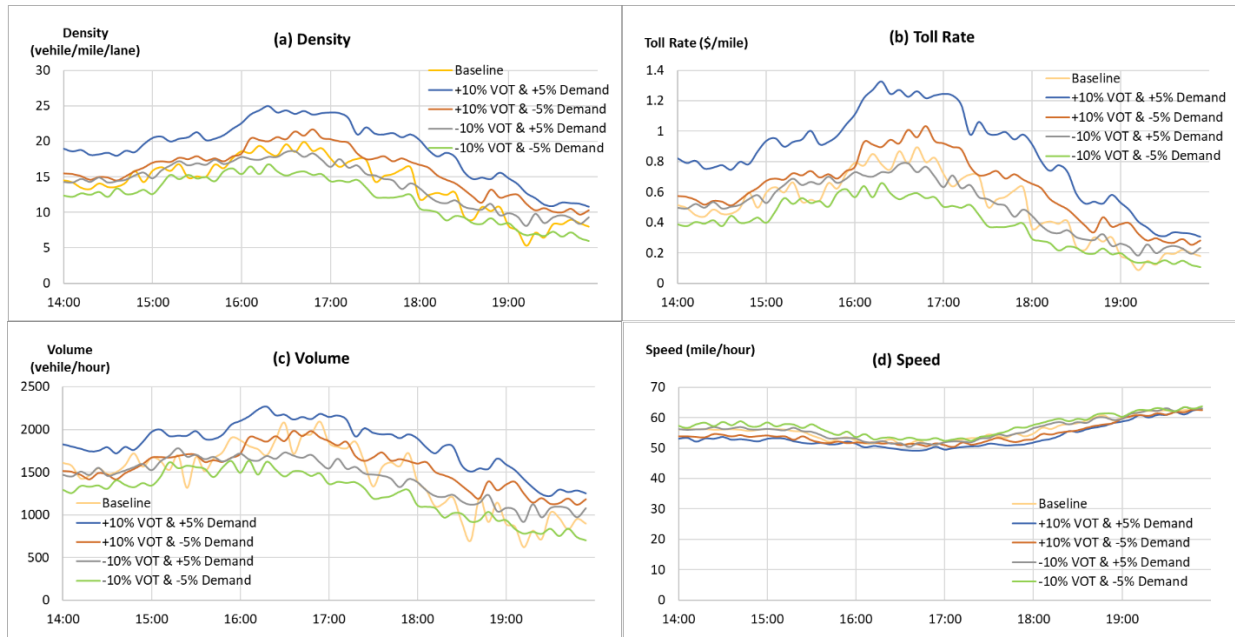 Density
(vehile/mile/lane)
(a) Density
30
25
20
15
10
5
0
14:00 15:00 16:00 17:00 18:00 19:00
Baseline
+10% VOT & +5% Demand
+10% VOT & -5% Demand
-10% VOT & +5% Demand
-10% VOT & -5% Demand
Toll Rate ($/mile)
(b) Toll Rate
1.4
1.2
1
0.8
0.6
0.4
0.2
0
14:00 15:00 16:00 17:00 18:00 19:00
Baseline
+10% VOT & +5% Demand
+10% VOT & -5% Demand
-10% VOT & +5% Demand
-10% VOT & -5% Demand
Volume
(vehile/hour)
(c) Volume
2500
2000
1500
1000
500
0
14:00 15:00 16:00 17:00 18:00 19:00
Baseline
+10% VOT & +5% Demand
+10% VOT & -5% Demand
-10% VOT & +5% Demand
-10% VOT & -5% Demand
Speed (mile/hour)
(d) Speed
70
60
50
40
30
20
10
0
14:00 15:00 16:00 17:00 18:00 19:00
Baseline
+10% VOT & +5% Demand
+10% VOT & -5% Demand
-10% VOT & +5% Demand
-10% VOT & -5% Demand